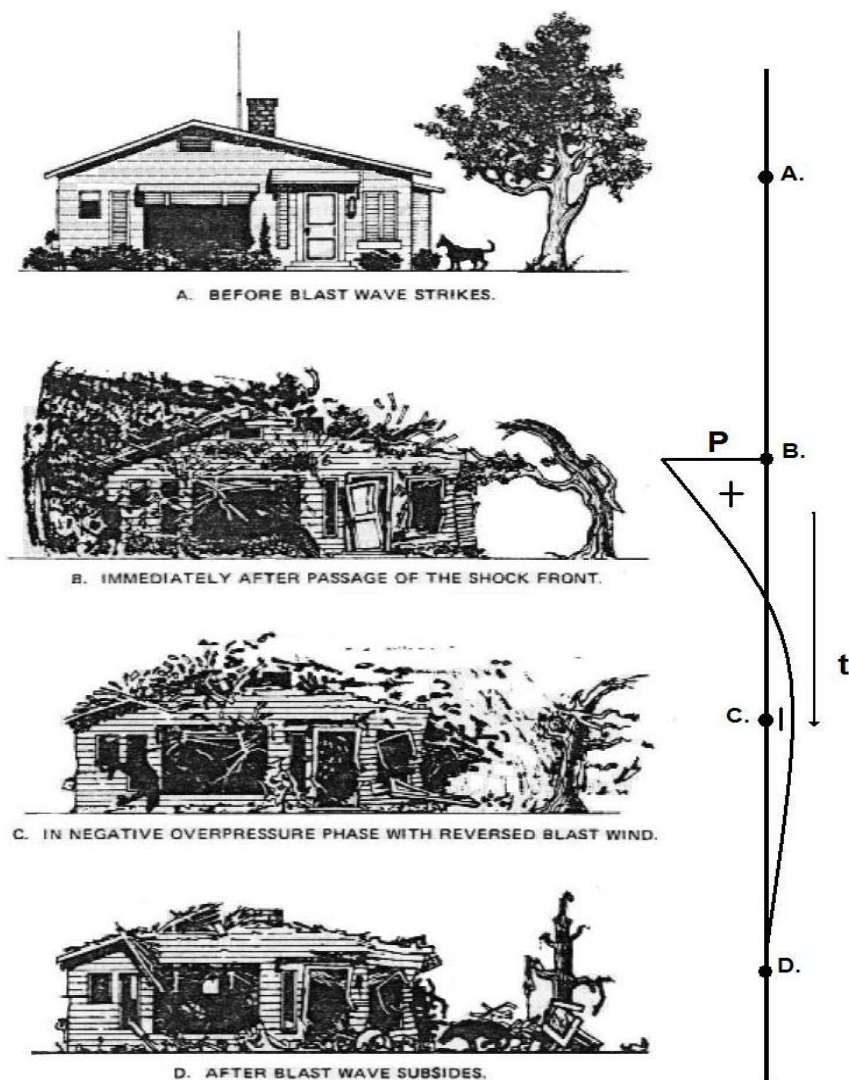 A. BEFORE BLAST WAVE STRIKES.
A.
B. IMMEDIATELY AFTER PASSAGE OF THE SHOCK FRONT.
P
B.
+
t
C. IN NEGATIVE OVERPRESSURE PHASE WITH REVERSED BLAST WIND.
C.
D. AFTER BLAST WAVE SUBSIDES.
D.